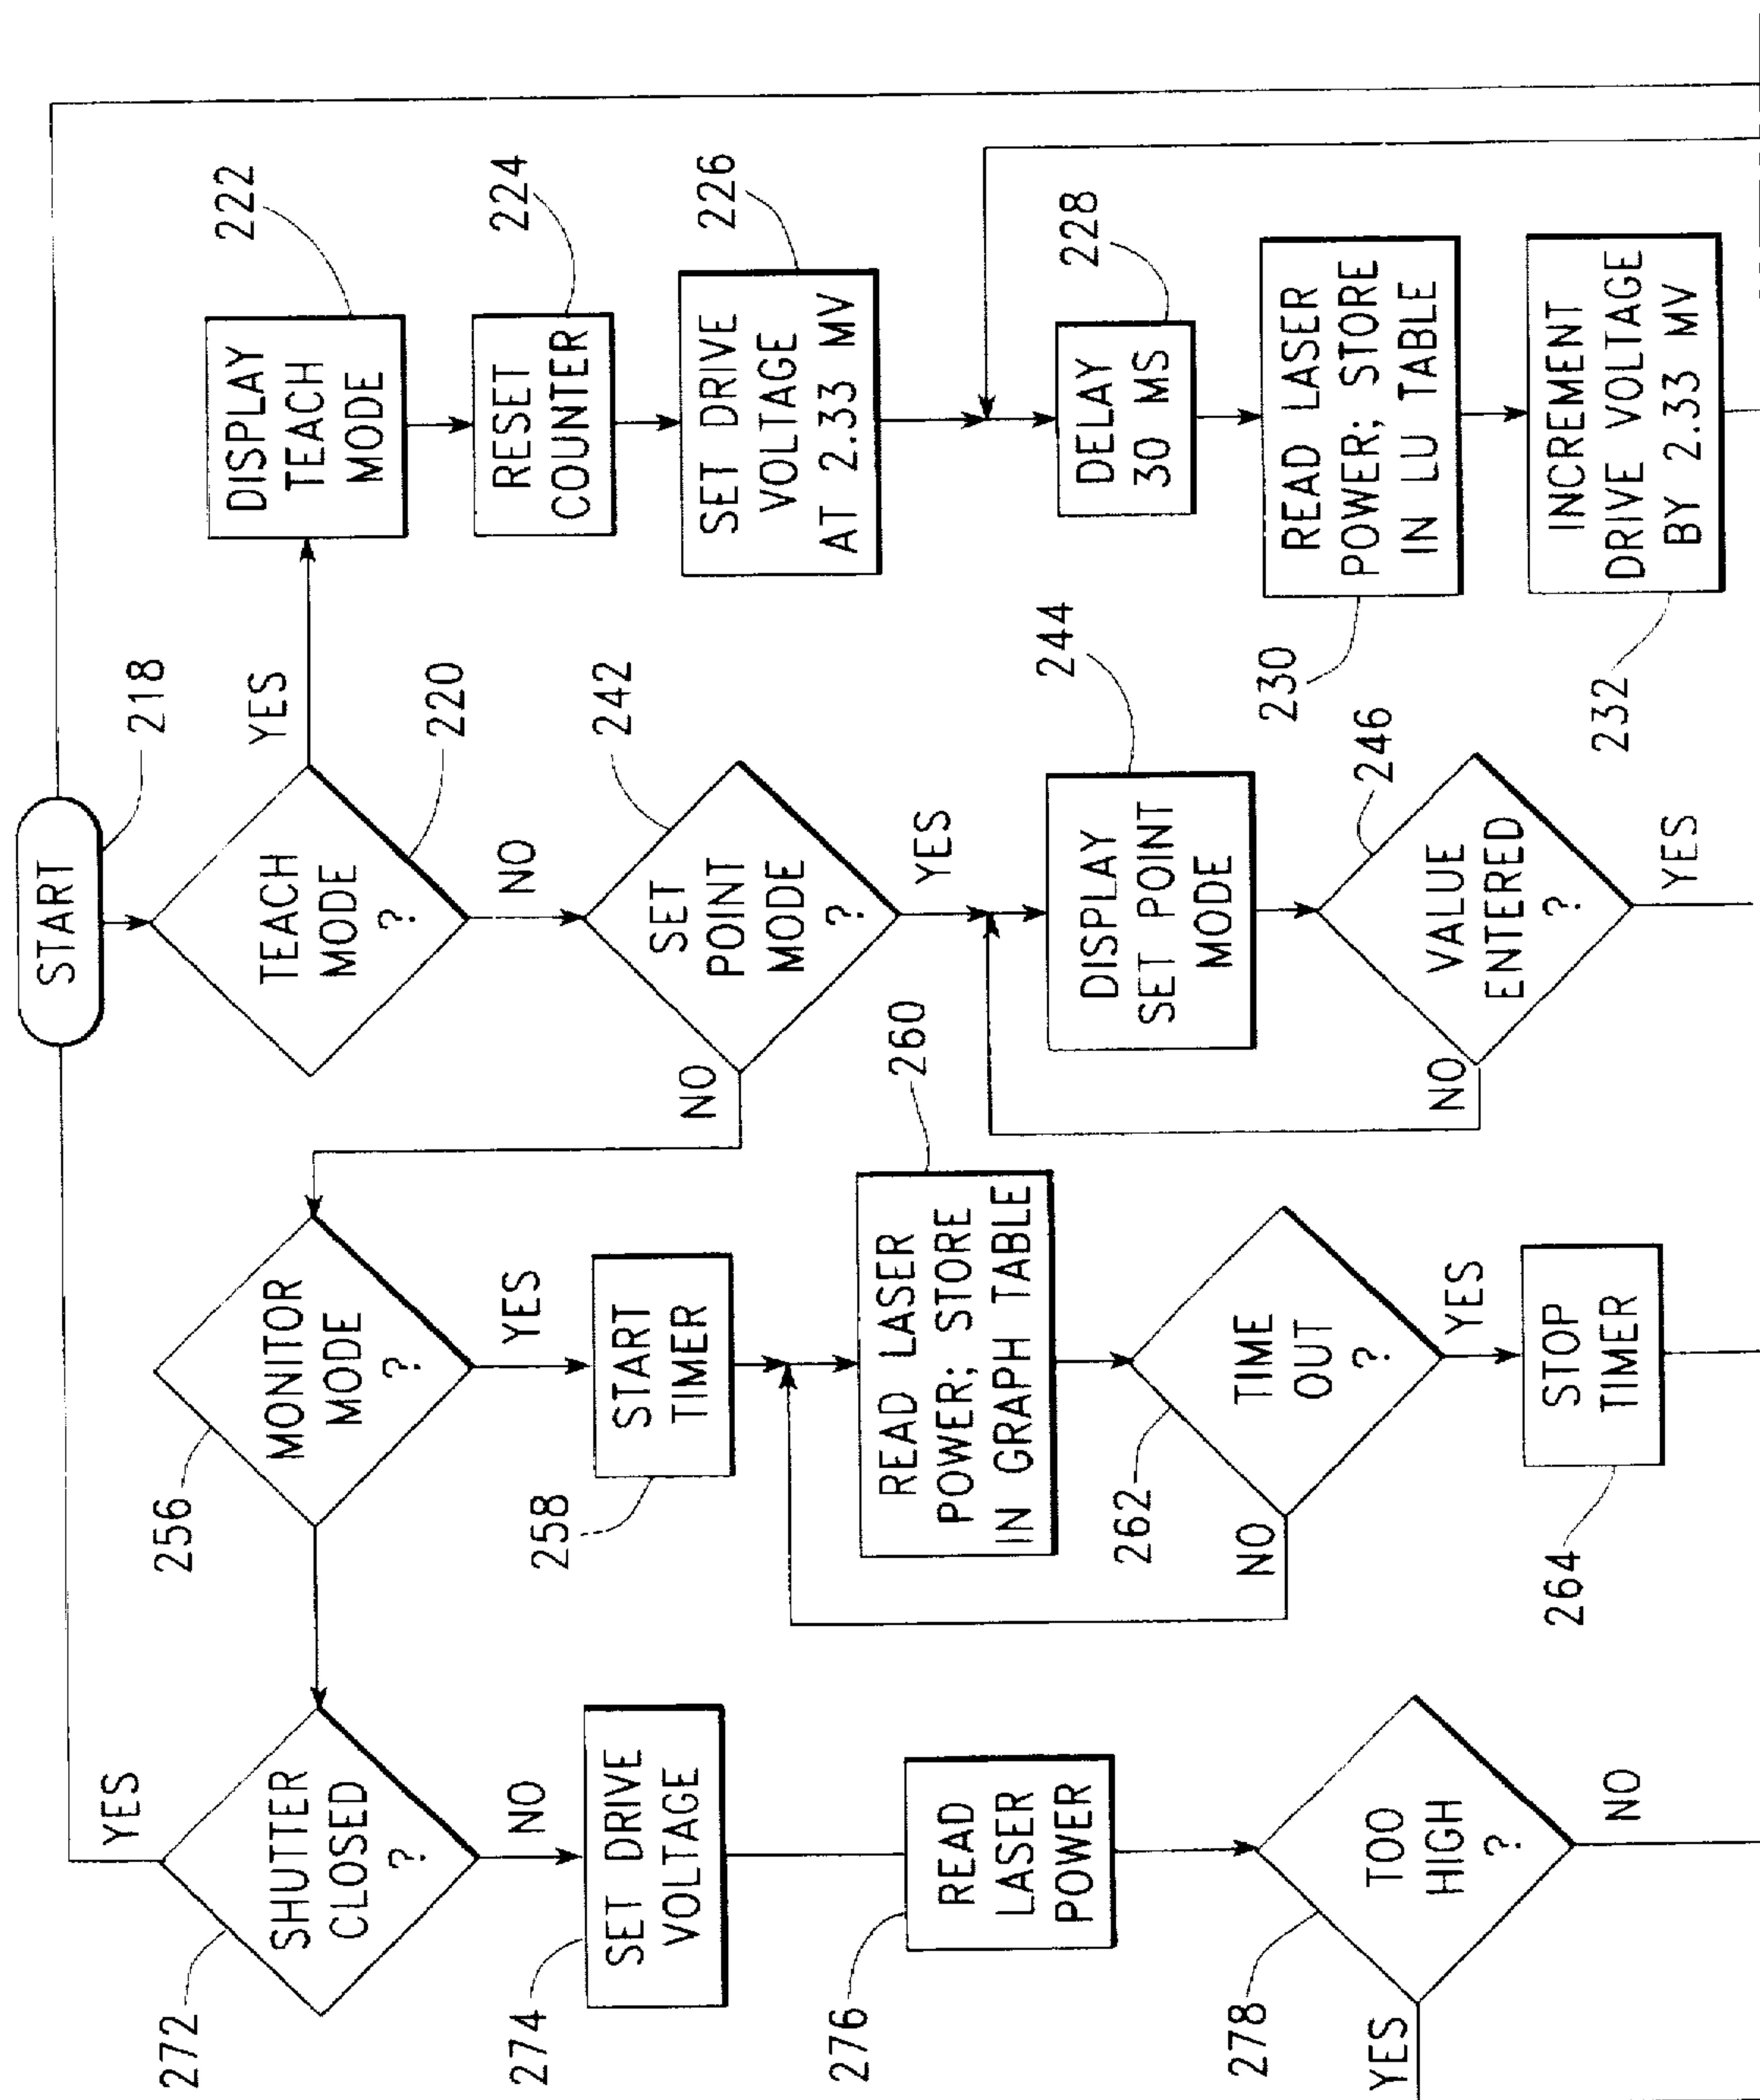 START
218
TEACH
MODE
?
220
YES
NO
DISPLAY
TEACH
MODE
222
RESET
COUNTER
224
SET DRIVE
VOLTAGE
AT 2.33 MV
226
DELAY
30 MS
228
READ LASER
POWER; STORE
IN LU TABLE
230
INCREMENT
DRIVE VOLTAGE
BY 2.33 MV
232
SET
POINT
MODE
?
242
NO
YES
DISPLAY
SET POINT
MODE
244
VALUE
ENTERED
?
246
NO
YES
MONITOR
MODE
?
256
YES
START
TIMER
258
READ LASER
POWER; STORE
IN GRAPH TABLE
260
TIME
OUT
?
262
NO
YES
STOP
TIMER
264
SHUTTER
CLOSED
?
272
YES
NO
SET DRIVE
VOLTAGE
274
READ
LASER
POWER
276
TOO
HIGH
?
278
YES
NO